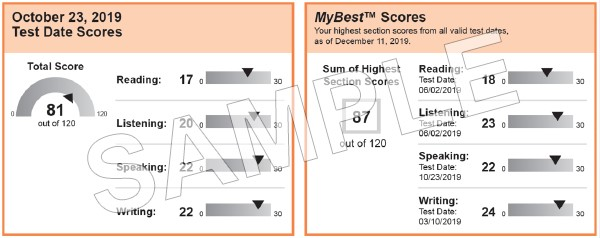 October 23, 2019
Test Date Scores
Total Score
0
81
120
out of 120
Reading: 17 0 30
Listening: 20 0 30
Speaking: 22 0 30
Writing: 22 0 30
MyBest™ Scores
Your highest section scores from all valid test dates,
as of December 11, 2019.
Sum of Highest
Section Scores
87
out of 120
Reading: 18 0 30
Test Date:
06/02/2019
Listening: 23 0 30
Test Date:
06/02/2019
Speaking: 22 0 30
Test Date:
10/23/2019
Writing: 24 0 30
Test Date:
03/10/2019
SAMPLE